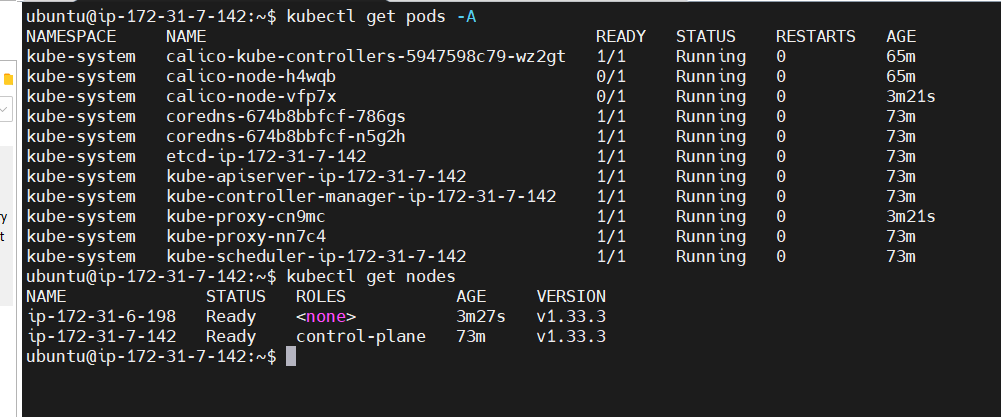 ubuntu@ip-172-31-7-142:~$ kubectl get pods -A
NAMESPACE NAME READY STATUS RESTARTS AGE
kube-system calico-kube-controllers-5947598c79-wz2gt 1/1 Running 0 65m
kube-system calico-node-h4wqb 0/1 Running 0 65m
kube-system calico-node-vfp7x 0/1 Running 0 3m21s
kube-system coredns-674b8bbfcf-786gs 1/1 Running 0 73m
kube-system coredns-674b8bbfcf-n5g2h 1/1 Running 0 73m
kube-system etcd-ip-172-31-7-142 1/1 Running 0 73m
kube-system kube-apiserver-ip-172-31-7-142 1/1 Running 0 73m
kube-system kube-controller-manager-ip-172-31-7-142 1/1 Running 0 73m
kube-system kube-proxy-cn9mc 1/1 Running 0 3m21s
kube-system kube-proxy-nn7c4 1/1 Running 0 73m
kube-system kube-scheduler-ip-172-31-7-142 1/1 Running 0 73m
ubuntu@ip-172-31-7-142:~$ kubectl get nodes
NAME STATUS ROLES AGE VERSION
ip-172-31-6-198 Ready <none> 3m27s v1.33.3
ip-172-31-7-142 Ready control-plane 73m v1.33.3
ubuntu@ip-172-31-7-142:~$